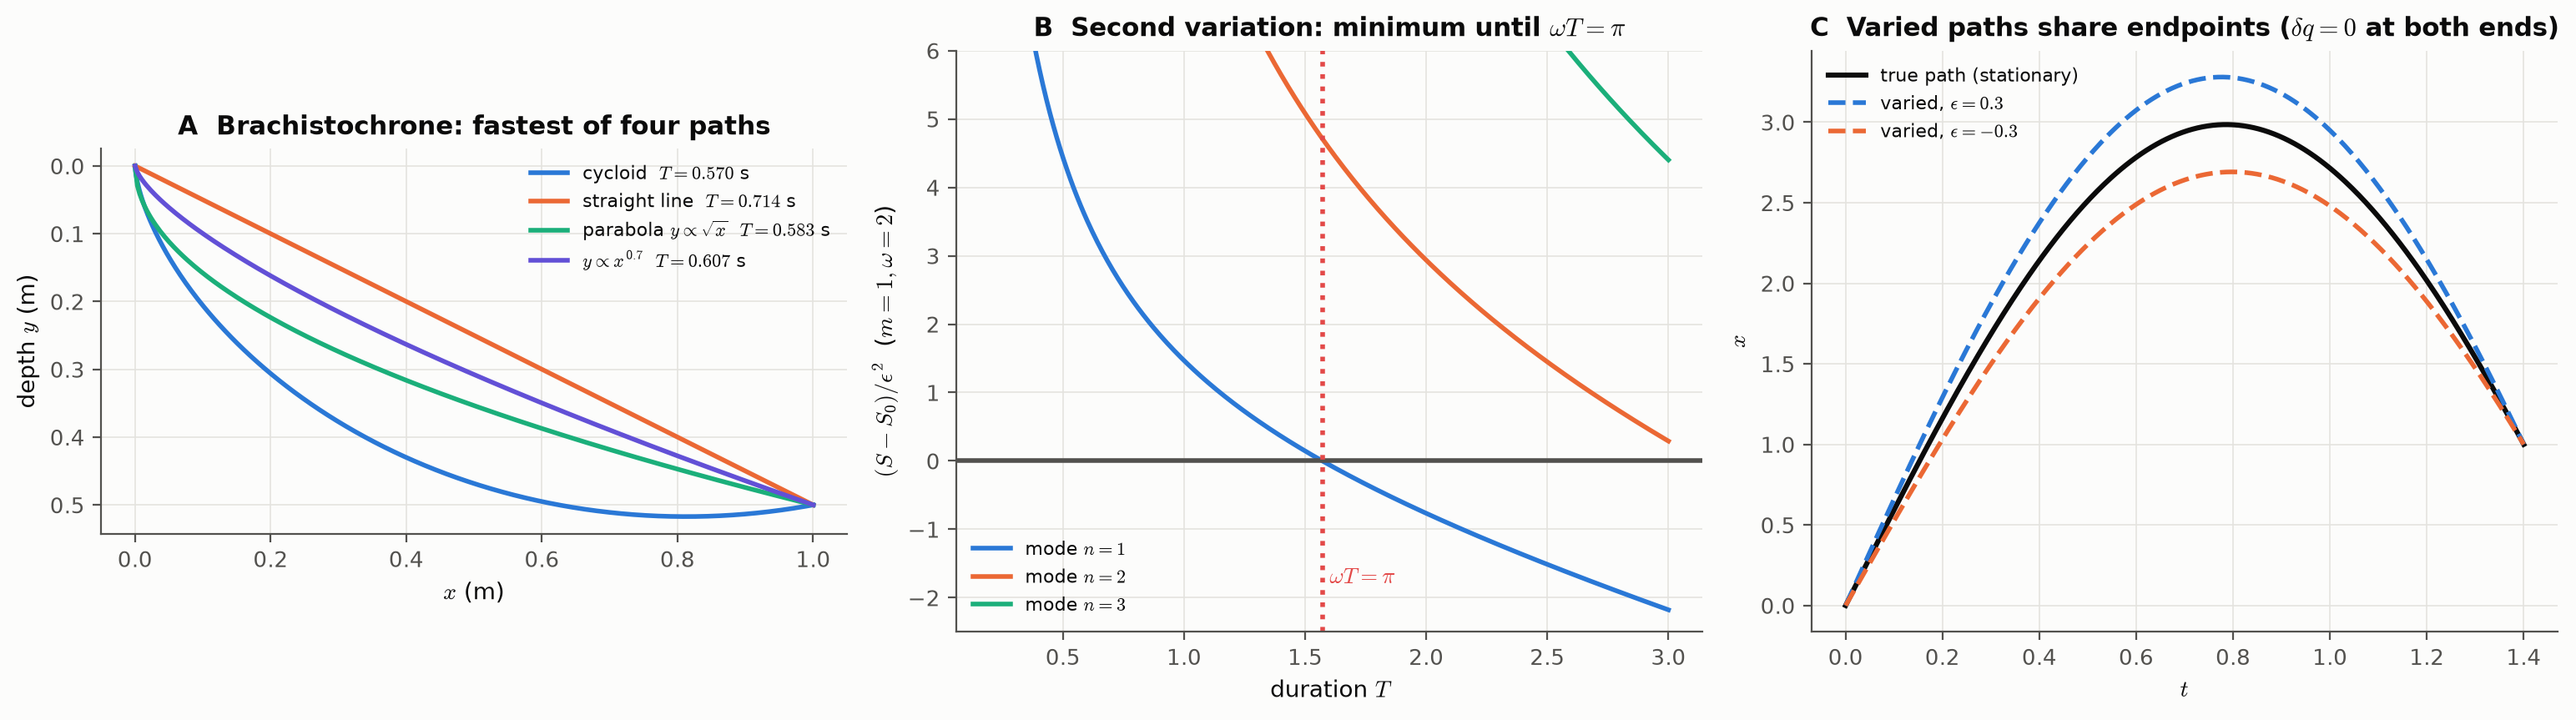 A Brachistochrone: fastest of four paths
cycloid T = 0.570 s
straight line T = 0.714 s
parabola y ∝ √x T = 0.583 s
y ∝ x^0.7 T = 0.607 s
depth y (m)
0.0
0.1
0.2
0.3
0.4
0.5
0.0 0.2 0.4 0.6 0.8 1.0
x (m)
B Second variation: minimum until ωT = π
(S − S₀)/ϵ² (m = 1, ω = 2)
6
5
4
3
2
1
0
−1
−2
mode n = 1
mode n = 2
mode n = 3
ωT = π
0.5 1.0 1.5 2.0 2.5 3.0
duration T
C Varied paths share endpoints (δq = 0 at both ends)
true path (stationary)
varied, ϵ = 0.3
varied, ϵ = −0.3
x
3.0
2.5
2.0
1.5
1.0
0.5
0.0
0.0 0.2 0.4 0.6 0.8 1.0 1.2 1.4
t